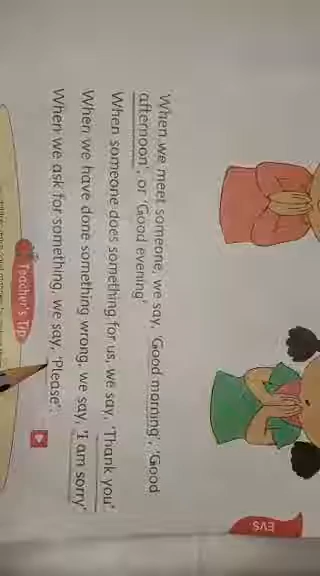 'When we meet someone, we say, 'Good morning', 'Good
afternoon', or 'Good evening'
When someone does something for us, we say, 'Thank you'
When we have done something wrong, we say, 'I am sorry'
When we ask for something, we say, 'Please'.
Teacher's Tip
EVS